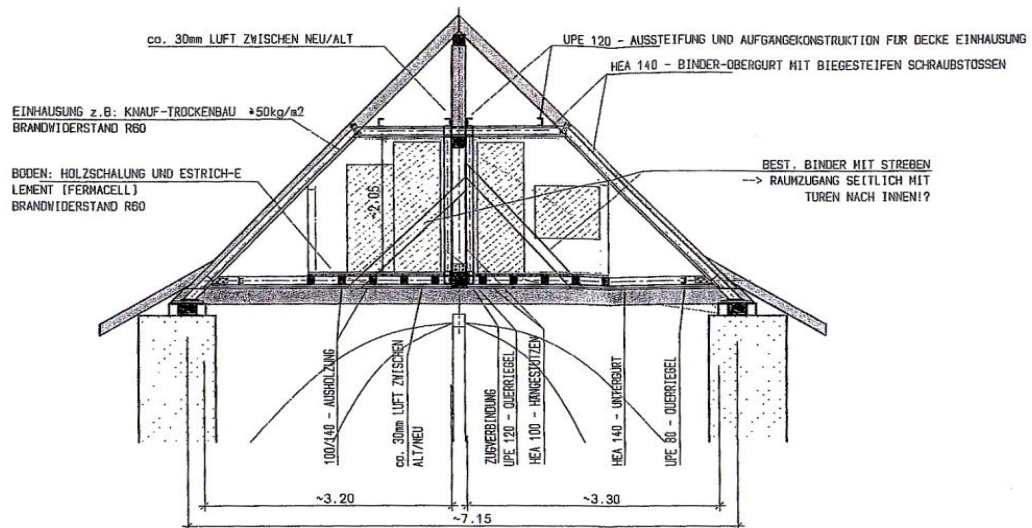 ca. 30mm LUFT ZWISCHEN NEU/ALT
UPE 120 - AUSSTEIFUNG UND AUFGÄNGEKONSTRUKTION FÜR DECKE EINHAUSUNG
HEA 140 - BINDER-OBERGURT MIT BIEGESTEIFEN SCHRAUBSTÖSSEN
EINHAUSUNG z.B: KNAUF-TROCKENBAU ≑50kg/m2
BRANDWIDERSTAND R60
BODEN: HOLZSCHALUNG UND ESTRICH-E
LEMENT (FERMACELL)
BRANDWIDERSTAND R60
BEST. BINDER MIT STREBEN
--> RAUMZUGANG SEITLICH MIT
TÜREN NACH INNEN!?
~2.05
100/140 - AUSHOLZUNG
ca. 30mm LUFT ZWISCHEN
ALT/NEU
ZUGVERBINDUNG
UPE 120 - QUERRIEGEL
HEA 100 - HÄNGESTÜTZEN
HEA 140 - UNTERGURT
UPE 80 - QUERRIEGEL
~3.20
~3.30
~7.15